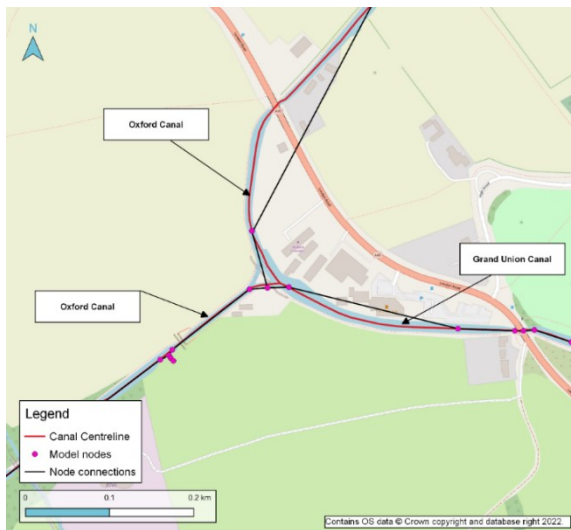 N
Oxford Canal
Grand Union Canal
Oxford Canal
Legend
Canal Centreline
Model nodes
Node connections
0
0.1
0.2 km
Contains OS data © Crown copyright and database right 2022.